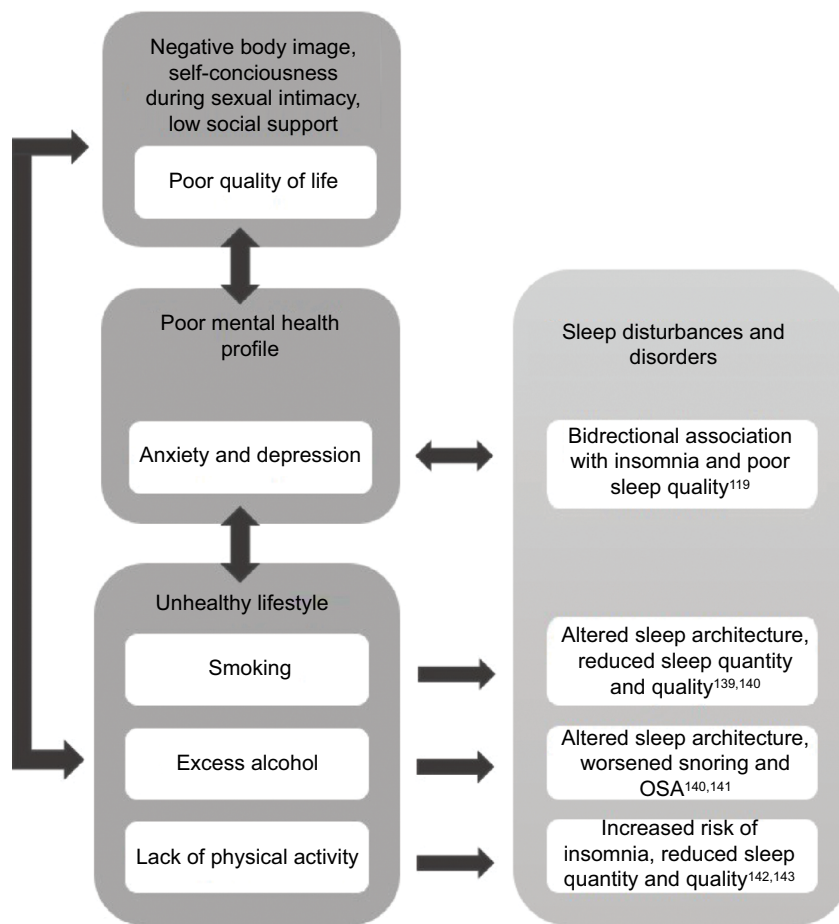 Negative body image,
self-conciousness
during sexual intimacy,
low social support
Poor quality of life
Poor mental health
profile
Anxiety and depression
Unhealthy lifestyle
Smoking
Excess alcohol
Lack of physical activity
Sleep disturbances and
disorders
Bidrectional association
with insomnia and poor
sleep quality¹¹⁹
Altered sleep architecture,
reduced sleep quantity
and quality¹³⁹,¹⁴⁰
Altered sleep architecture,
worsened snoring and
OSA¹⁴⁰,¹⁴¹
Increased risk of
insomnia, reduced sleep
quantity and quality¹⁴²,¹⁴³